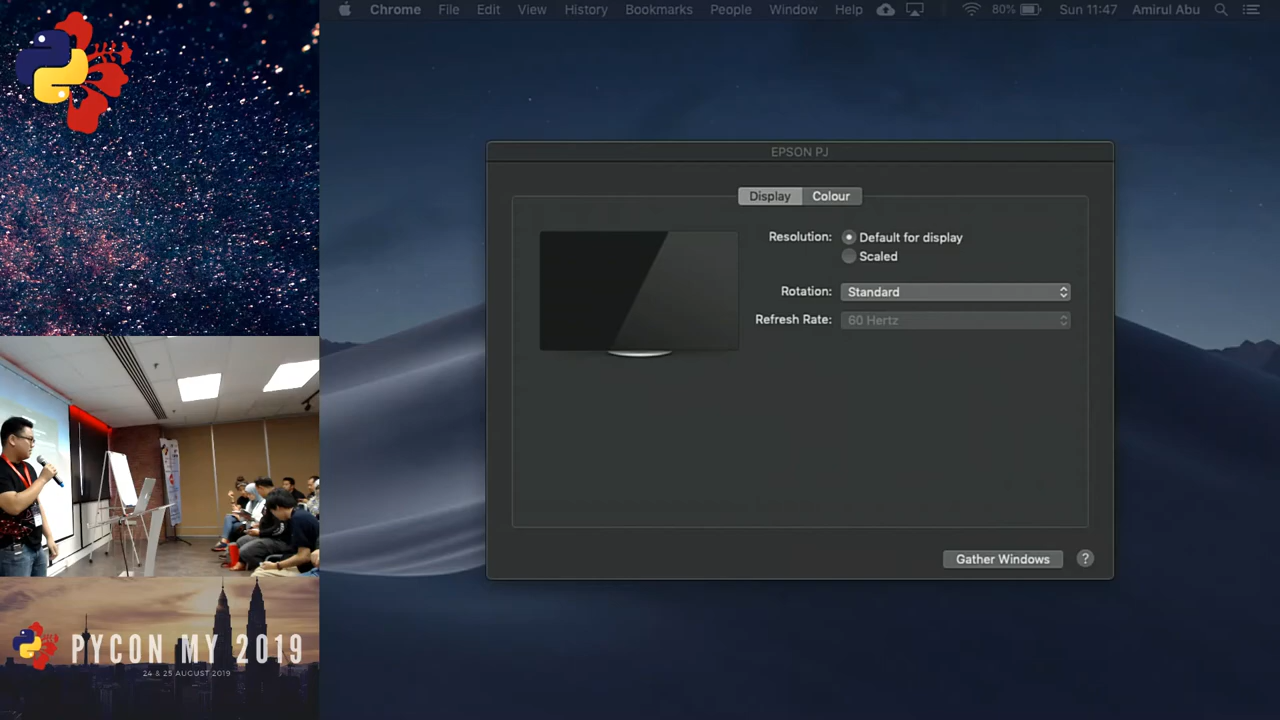 Chrome File Edit View History Bookmarks People Window Help 80% Sun 11:47 Amirul Abu
EPSON PJ
Display Colour
Resolution: Default for display
Scaled
Rotation: Standard
Refresh Rate: 60 Hertz
Gather Windows ?
PYCON MY 2019
24 & 25 AUGUST 2019